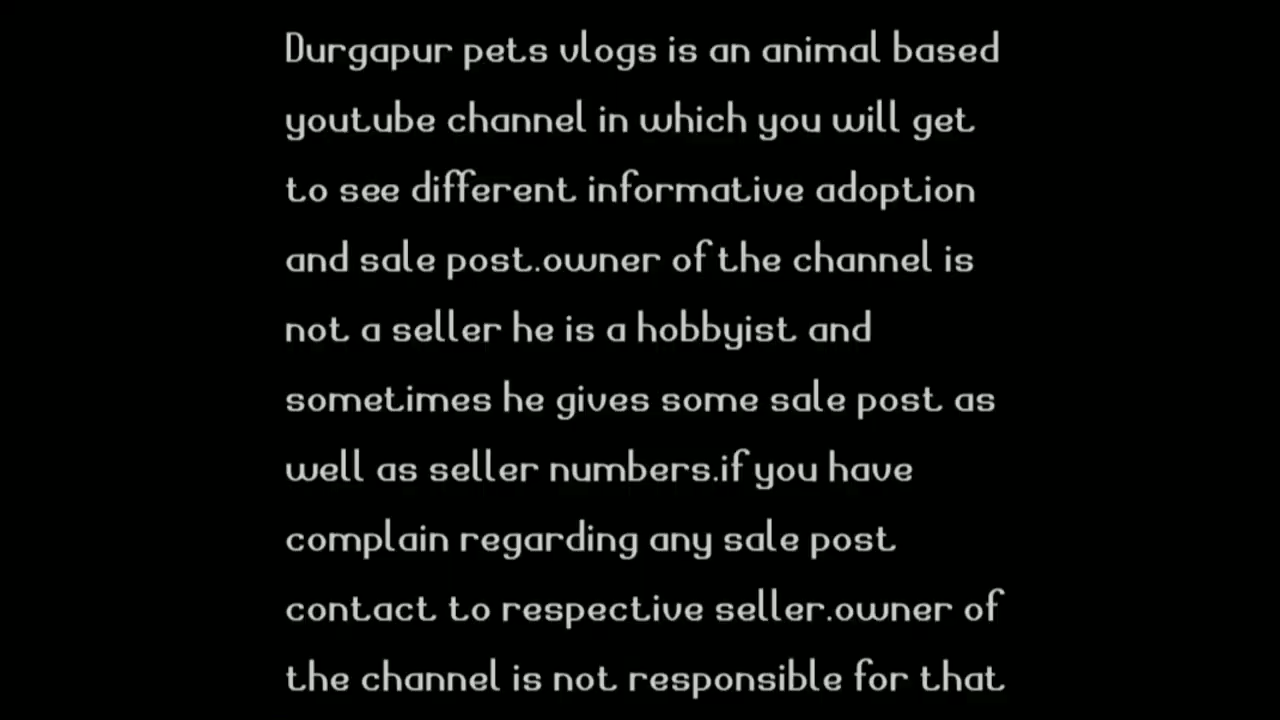 Durgapur pets vlogs is an animal based
youtube channel in which you will get
to see different informative adoption
and sale post.owner of the channel is
not a seller he is a hobbyist and
sometimes he gives some sale post as
well as seller numbers.if you have
complain regarding any sale post
contact to respective seller.owner of
the channel is not responsible for that